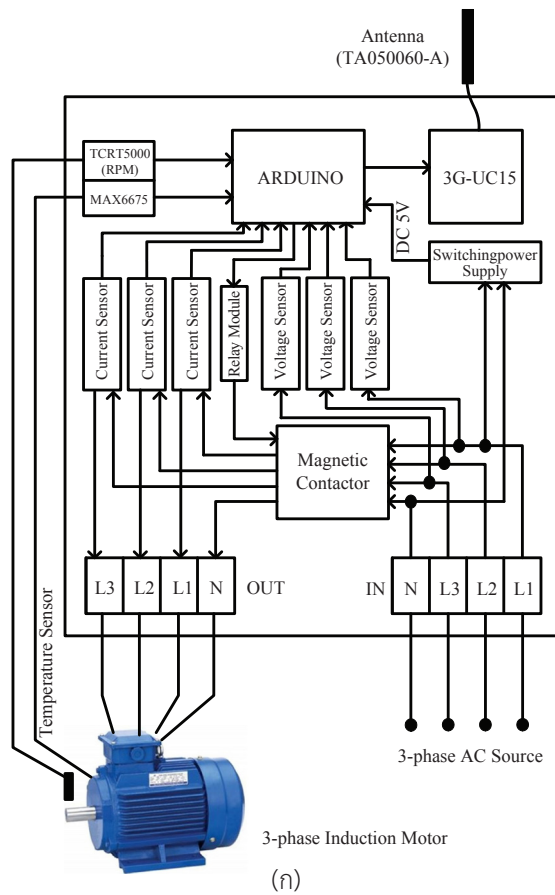 Antenna
(TA050060-A)
TCRT5000
(RPM)
MAX6675
ARDUINO
3G-UC15
DC 5V
Switchingpower
Supply
Current Sensor
Current Sensor
Current Sensor
Relay Module
Voltage Sensor
Voltage Sensor
Voltage Sensor
Magnetic
Contactor
L3
L2
L1
N
OUT
IN
N
L3
L2
L1
Temperature Sensor
3-phase AC Source
3-phase Induction Motor
(ก)